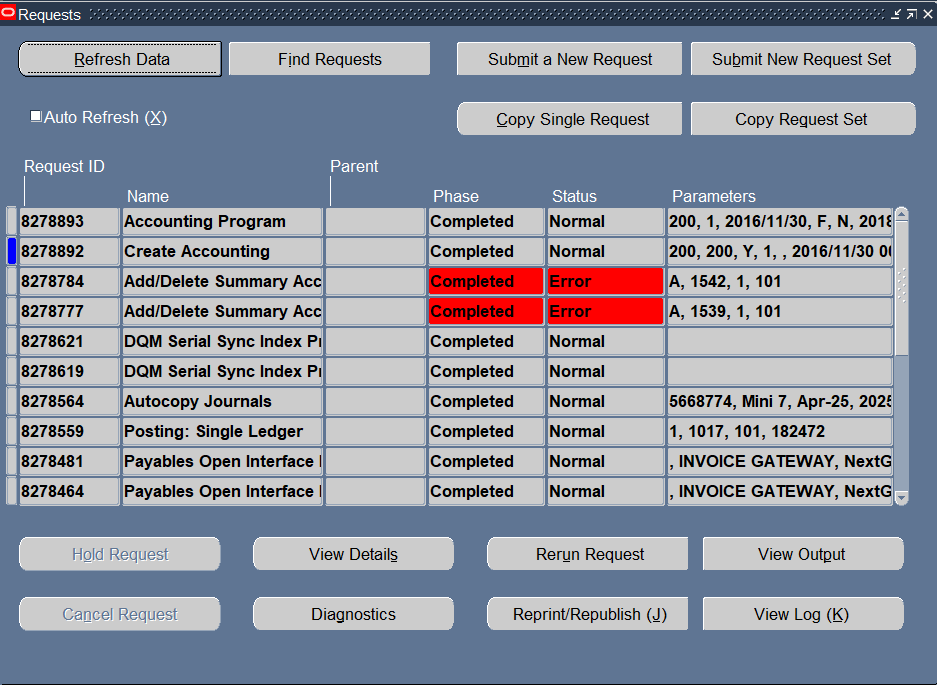 Requests
Refresh Data Find Requests Submit a New Request Submit New Request Set
Auto Refresh (X) Copy Single Request Copy Request Set
Request ID Parent
Name Phase Status Parameters
8278893 Accounting Program Completed Normal 200, 1, 2016/11/30, F, N, 2018
8278892 Create Accounting Completed Normal 200, 200, Y, 1, , 2016/11/30 00
8278784 Add/Delete Summary Acc Completed Error A, 1542, 1, 101
8278777 Add/Delete Summary Acc Completed Error A, 1539, 1, 101
8278621 DQM Serial Sync Index Completed Normal
8278619 DQM Serial Sync Index Completed Normal
8278564 Autocopy Journals Completed Normal 5668774, Mini 7, Apr-25, 2025
8278559 Posting: Single Ledger Completed Normal 1, 1017, 101, 182472
8278481 Payables Open Interface Completed Normal , INVOICE GATEWAY, NextG
8278464 Payables Open Interface Completed Normal , INVOICE GATEWAY, NextG
Hold Request View Details Rerun Request View Output
Cancel Request Diagnostics Reprint/Republish (J) View Log (K)